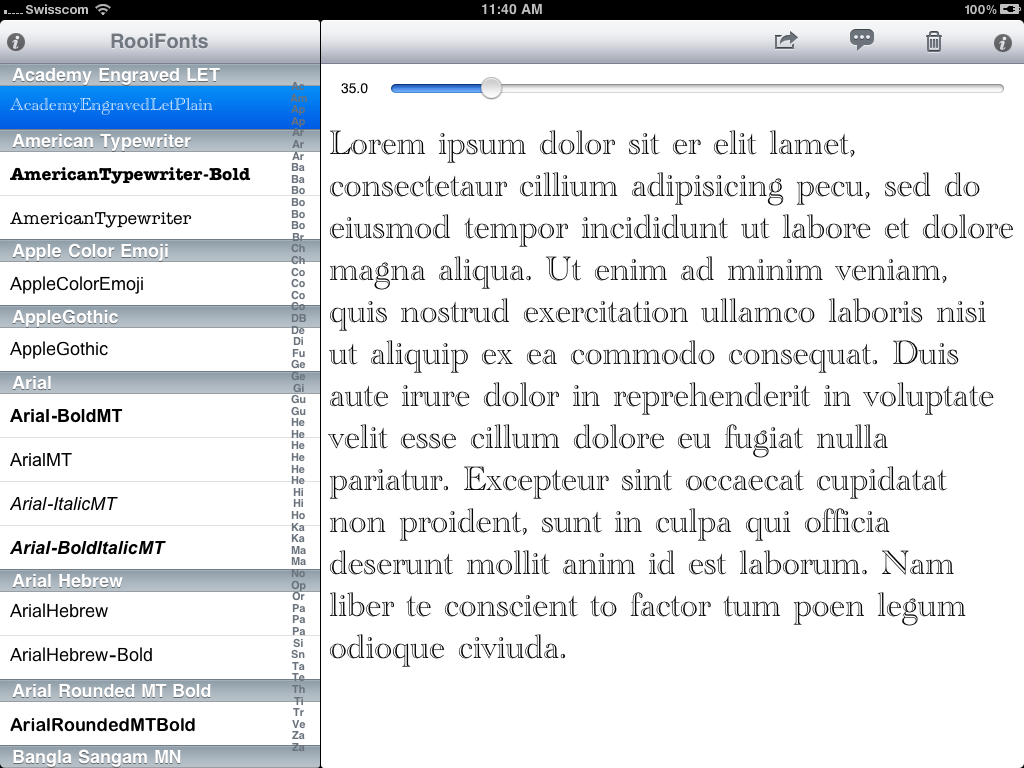 Swisscom 11:40 AM 100%
RooiFonts
Academy Engraved LET
AcademyEngravedLetPlain
American Typewriter
AmericanTypewriter-Bold
AmericanTypewriter
Apple Color Emoji
AppleColorEmoji
AppleGothic
AppleGothic
Arial
Arial-BoldMT
ArialMT
Arial-ItalicMT
Arial-BoldItalicMT
Arial Hebrew
ArialHebrew
ArialHebrew-Bold
Arial Rounded MT Bold
ArialRoundedMTBold
Bangla Sangam MN
Ac
Am
Ap
Ap
Ar
Ar
Ar
Ba
Ba
Bo
Bo
Bo
Bo
Br
Ch
Ch
Co
Co
Co
Co
DB
De
Di
Fu
Ge
Ge
Gi
Gu
Gu
He
He
He
He
He
He
Hi
Hi
Ho
Ka
Ka
Ma
Ma
No
Op
Or
Pa
Pa
Pa
Si
Sn
Ta
Te
Th
Ti
Tr
Ve
Za
Za
35.0
Lorem ipsum dolor sit er elit lamet,
consectetaur cillium adipisicing pecu, sed do
eiusmod tempor incididunt ut labore et dolore
magna aliqua. Ut enim ad minim veniam,
quis nostrud exercitation ullamco laboris nisi
ut aliquip ex ea commodo consequat. Duis
aute irure dolor in reprehenderit in voluptate
velit esse cillum dolore eu fugiat nulla
pariatur. Excepteur sint occaecat cupidatat
non proident, sunt in culpa qui officia
deserunt mollit anim id est laborum. Nam
liber te conscient to factor tum poen legum
odioque civiuda.